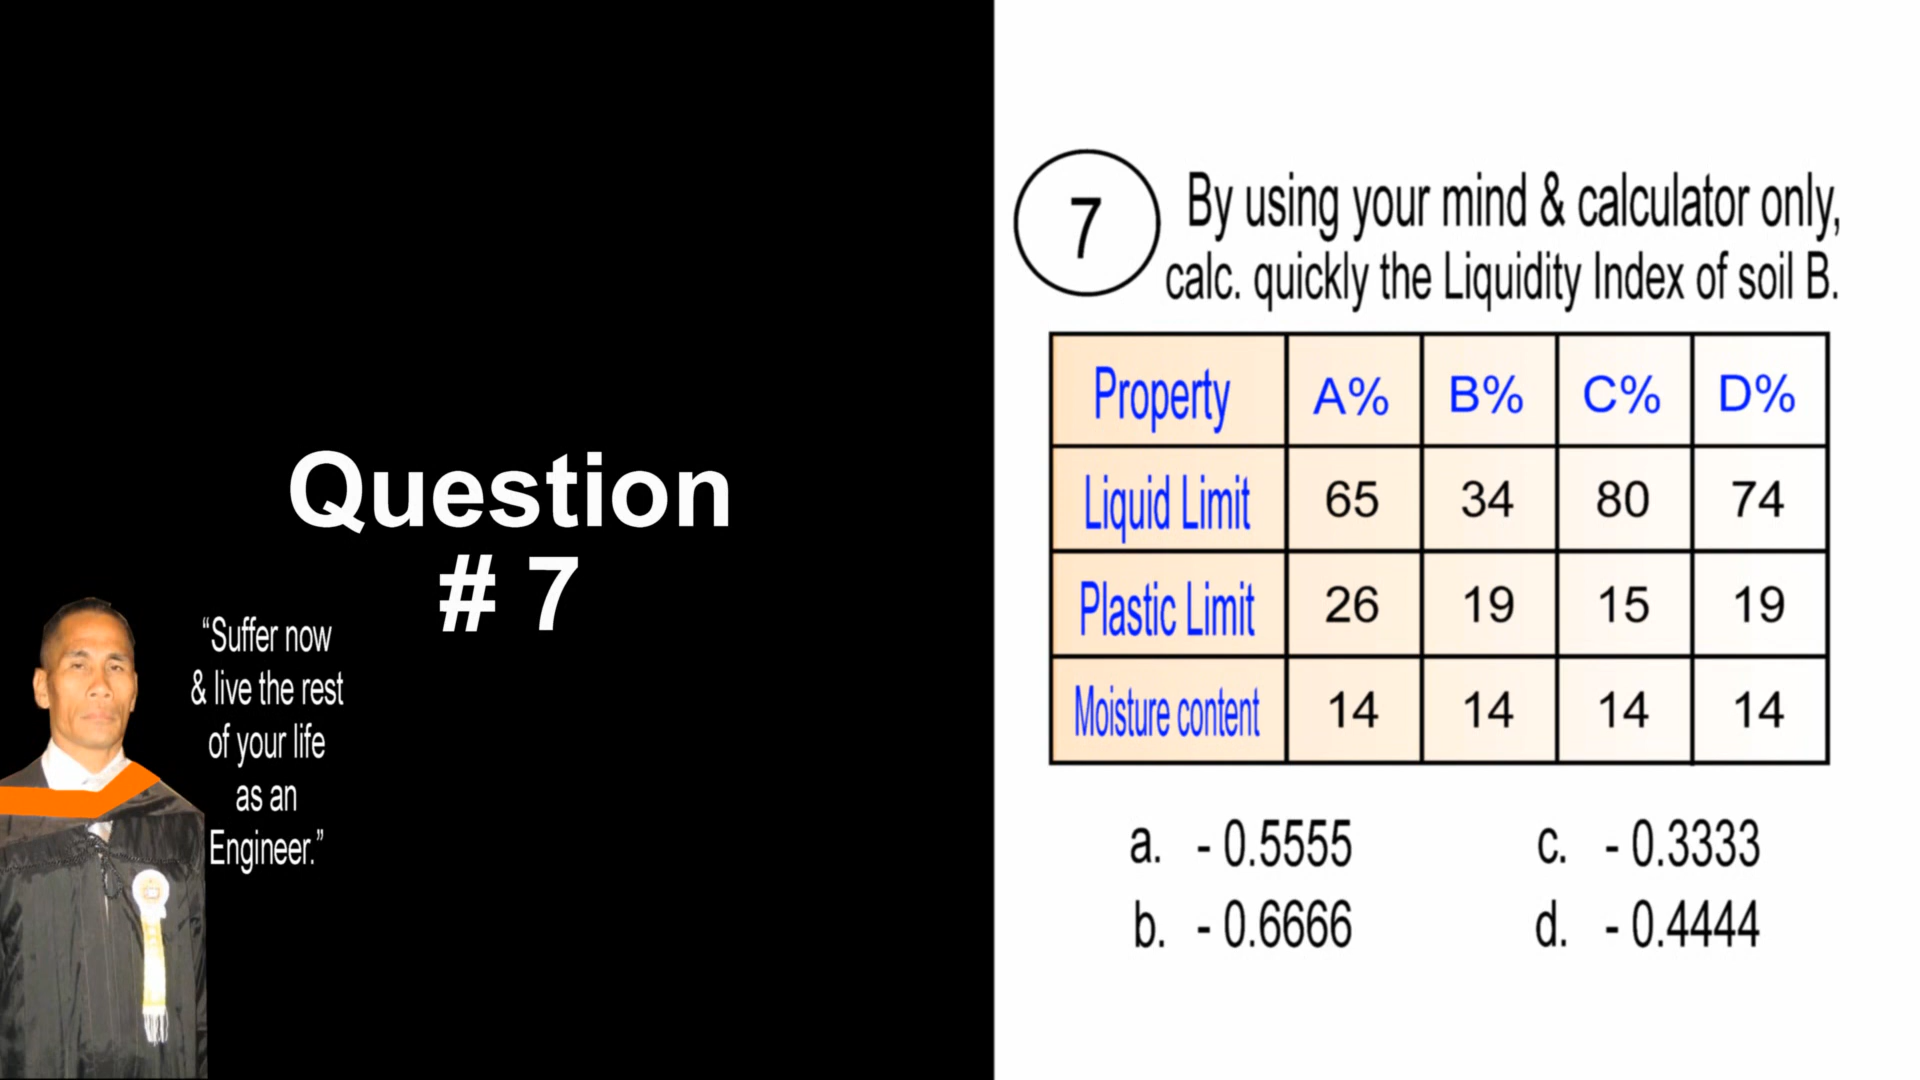 Question
# 7
“Suffer now
& live the rest
of your life
as an
Engineer.”
7
By using your mind & calculator only,
calc. quickly the Liquidity Index of soil B.
Property A% B% C% D%
Liquid Limit 65 34 80 74
Plastic Limit 26 19 15 19
Moisture content 14 14 14 14
a. - 0.5555 c. - 0.3333
b. - 0.6666 d. - 0.4444